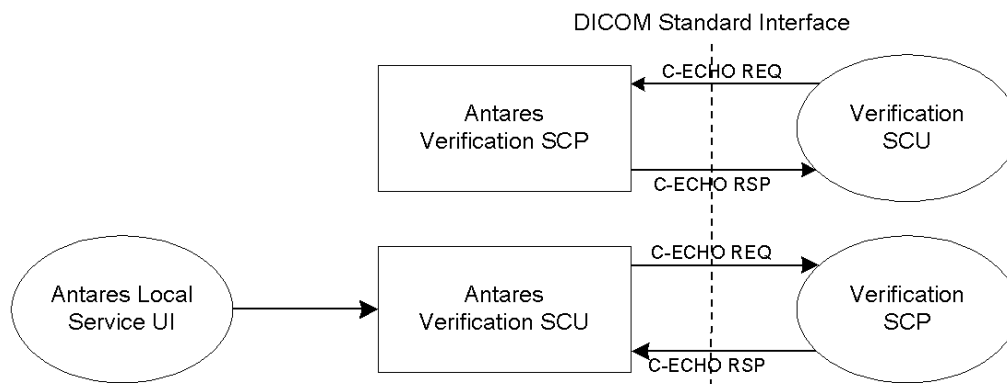 DICOM Standard Interface
C-ECHO REQ
Antares
Verification SCP
Verification
SCU
C-ECHO RSP
C-ECHO REQ
Antares Local
Service UI
Antares
Verification SCU
Verification
SCP
C-ECHO RSP